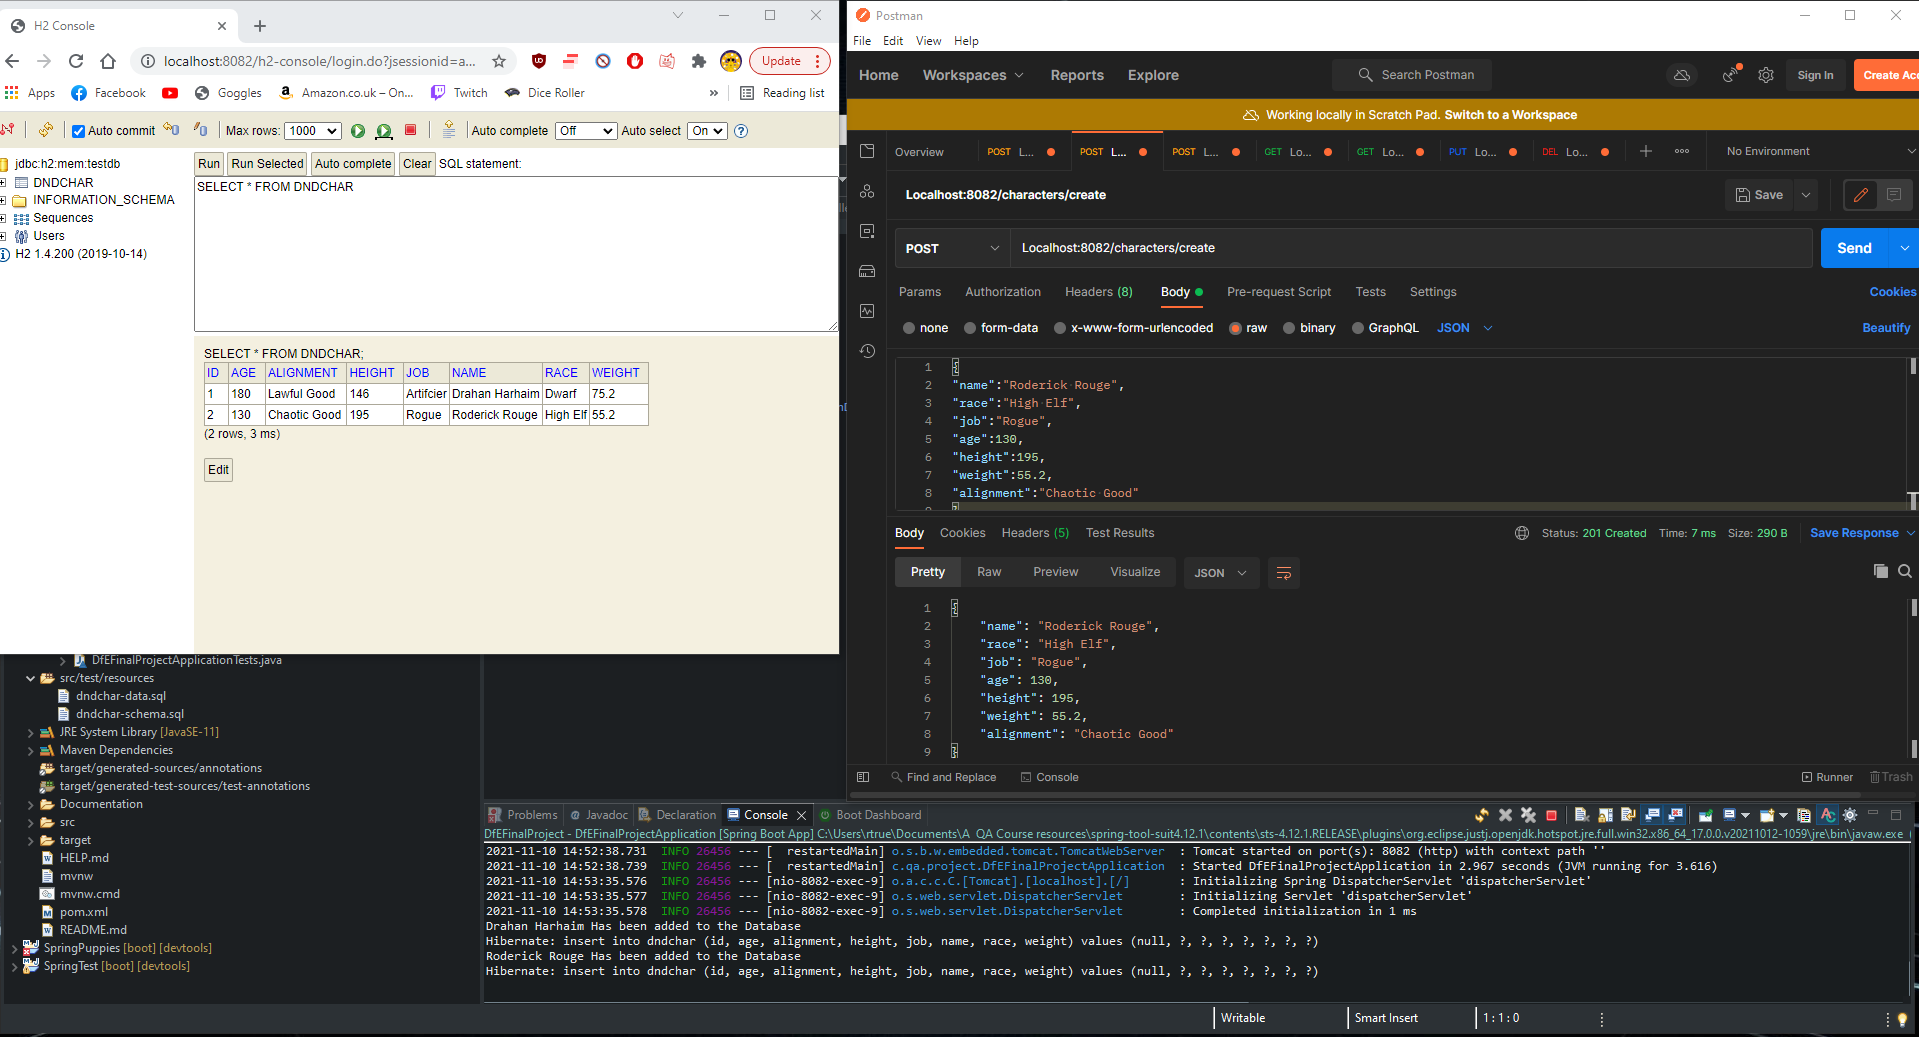 H2 Console
localhost:8082/h2-console/login.do?jsessionid=a...
Update
Apps
Facebook
Goggles
Amazon.co.uk – On...
Twitch
Dice Roller
»
Reading list
Auto commit
Max rows: 1000
Auto complete Off
Auto select On
jdbc:h2:mem:testdb
DNDCHAR
INFORMATION_SCHEMA
Sequences
Users
H2 1.4.200 (2019-10-14)
Run Run Selected Auto complete Clear SQL statement:
SELECT * FROM DNDCHAR
SELECT * FROM DNDCHAR;
ID AGE ALIGNMENT HEIGHT JOB NAME RACE WEIGHT
1 180 Lawful Good 146 Artifcier Drahan Harhaim Dwarf 75.2
2 130 Chaotic Good 195 Rogue Roderick Rouge High Elf 55.2
(2 rows, 3 ms)
Edit
Postman
File Edit View Help
Home Workspaces Reports Explore
Search Postman
Sign In
Create Acc
Working locally in Scratch Pad. Switch to a Workspace
Overview POST L... POST L... POST L... GET Lo... GET Lo... PUT Lo... DEL Lo... + ooo No Environment
Localhost:8082/characters/create
Save
POST Localhost:8082/characters/create
Send
Params Authorization Headers (8) Body Pre-request Script Tests Settings Cookies
none form-data x-www-form-urlencoded raw binary GraphQL JSON Beautify
1 {
2 "name":"Roderick Rouge",
3 "race":"High Elf",
4 "job":"Rogue",
5 "age":130,
6 "height":195,
7 "weight":55.2,
8 "alignment":"Chaotic Good"
9 }
Body Cookies Headers (5) Test Results
Status: 201 Created Time: 7 ms Size: 290 B Save Response
Pretty Raw Preview Visualize JSON
1 {
2 "name": "Roderick Rouge",
3 "race": "High Elf",
4 "job": "Rogue",
5 "age": 130,
6 "height": 195,
7 "weight": 55.2,
8 "alignment": "Chaotic Good"
9 }
Find and Replace Console
Runner Trash
DfEFinalProjectApplicationTests.java
src/test/resources
dndchar-data.sql
dndchar-schema.sql
JRE System Library [JavaSE-11]
Maven Dependencies
target/generated-sources/annotations
target/generated-test-sources/test-annotations
Documentation
src
target
HELP.md
mvnw
mvnw.cmd
pom.xml
README.md
SpringPuppies [boot] [devtools]
SpringTest [boot] [devtools]
Problems @ Javadoc Declaration Console Boot Dashboard
DfEFinalProject - DfEFinalProjectApplication [Spring Boot App] C:\Users\rtrue\Documents\A_QA Course resources\spring-tool-suit4.12.1\contents\sts-4.12.1.RELEASE\plugins\org.eclipse.justj.openjdk.hotspot.jre.full.win32.x86_64_17.0.0.v20211012-1059\jre\bin\javaw.exe (
2021-11-10 14:52:38.731 INFO 26456 --- [ restartedMain] o.s.b.w.embedded.tomcat.TomcatWebServer : Tomcat started on port(s): 8082 (http) with context path ''
2021-11-10 14:52:38.739 INFO 26456 --- [ restartedMain] c.qa.project.DfEFinalProjectApplication : Started DfEFinalProjectApplication in 2.967 seconds (JVM running for 3.616)
2021-11-10 14:53:35.576 INFO 26456 --- [nio-8082-exec-9] o.a.c.c.C.[Tomcat].[localhost].[/] : Initializing Spring DispatcherServlet 'dispatcherServlet'
2021-11-10 14:53:35.577 INFO 26456 --- [nio-8082-exec-9] o.s.web.servlet.DispatcherServlet : Initializing Servlet 'dispatcherServlet'
2021-11-10 14:53:35.578 INFO 26456 --- [nio-8082-exec-9] o.s.web.servlet.DispatcherServlet : Completed initialization in 1 ms
Drahan Harhaim Has been added to the Database
Hibernate: insert into dndchar (id, age, alignment, height, job, name, race, weight) values (null, ?, ?, ?, ?, ?, ?, ?)
Roderick Rouge Has been added to the Database
Hibernate: insert into dndchar (id, age, alignment, height, job, name, race, weight) values (null, ?, ?, ?, ?, ?, ?, ?)
Writable Smart Insert 1 : 1 : 0